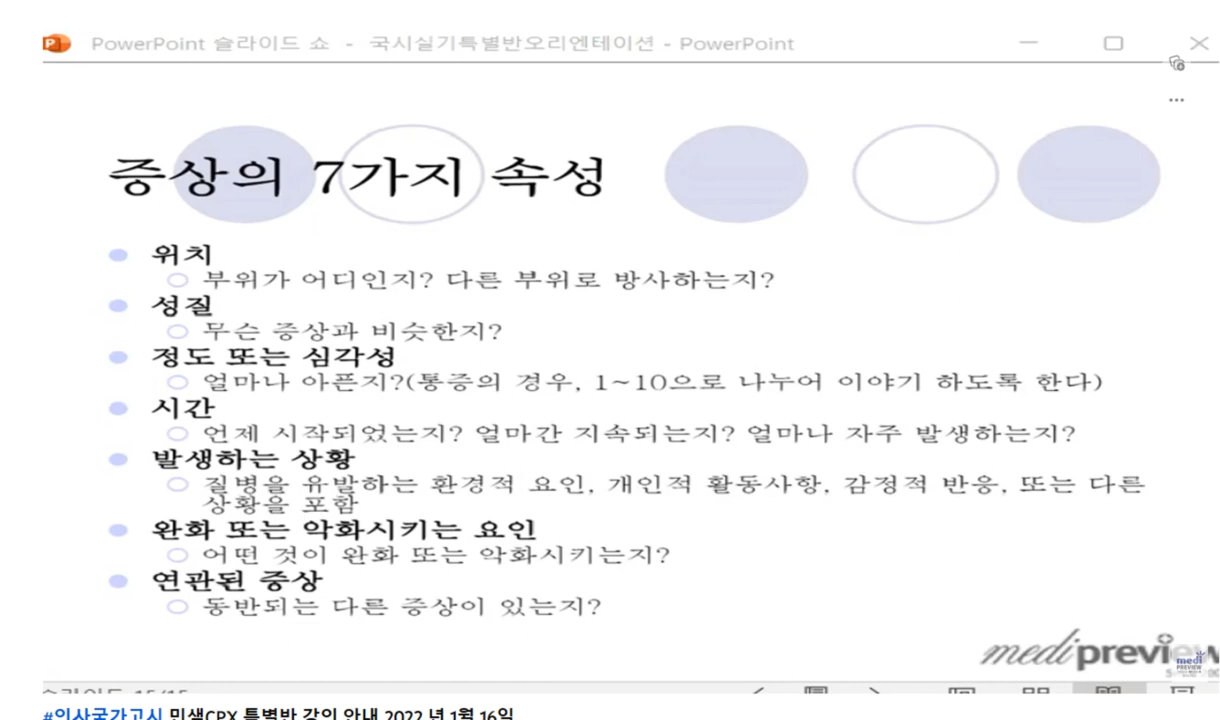 PowerPoint 슬라이드 쇼 - 국시실기특별반오리엔테이션 - PowerPoint
증상의 7가지 속성
위치
부위가 어디인지? 다른 부위로 방사하는지?
성질
무슨 증상과 비슷한지?
정도 또는 심각성
얼마나 아픈지?(통증의 경우, 1~10으로 나누어 이야기 하도록 한다)
시간
언제 시작되었는지? 얼마간 지속되는지? 얼마나 자주 발생하는지?
발생하는 상황
질병을 유발하는 환경적 요인, 개인적 활동사항, 감정적 반응, 또는 다른
상황을 포함
완화 또는 악화시키는 요인
어떤 것이 완화 또는 악화시키는지?
연관된 증상
동반되는 다른 증상이 있는지?
medipreview
medi
PREVIEW
슬라이드 15/15
#의사국가고시 민쌤CPX 특별반 강의 안내 2022 년 1월 16일